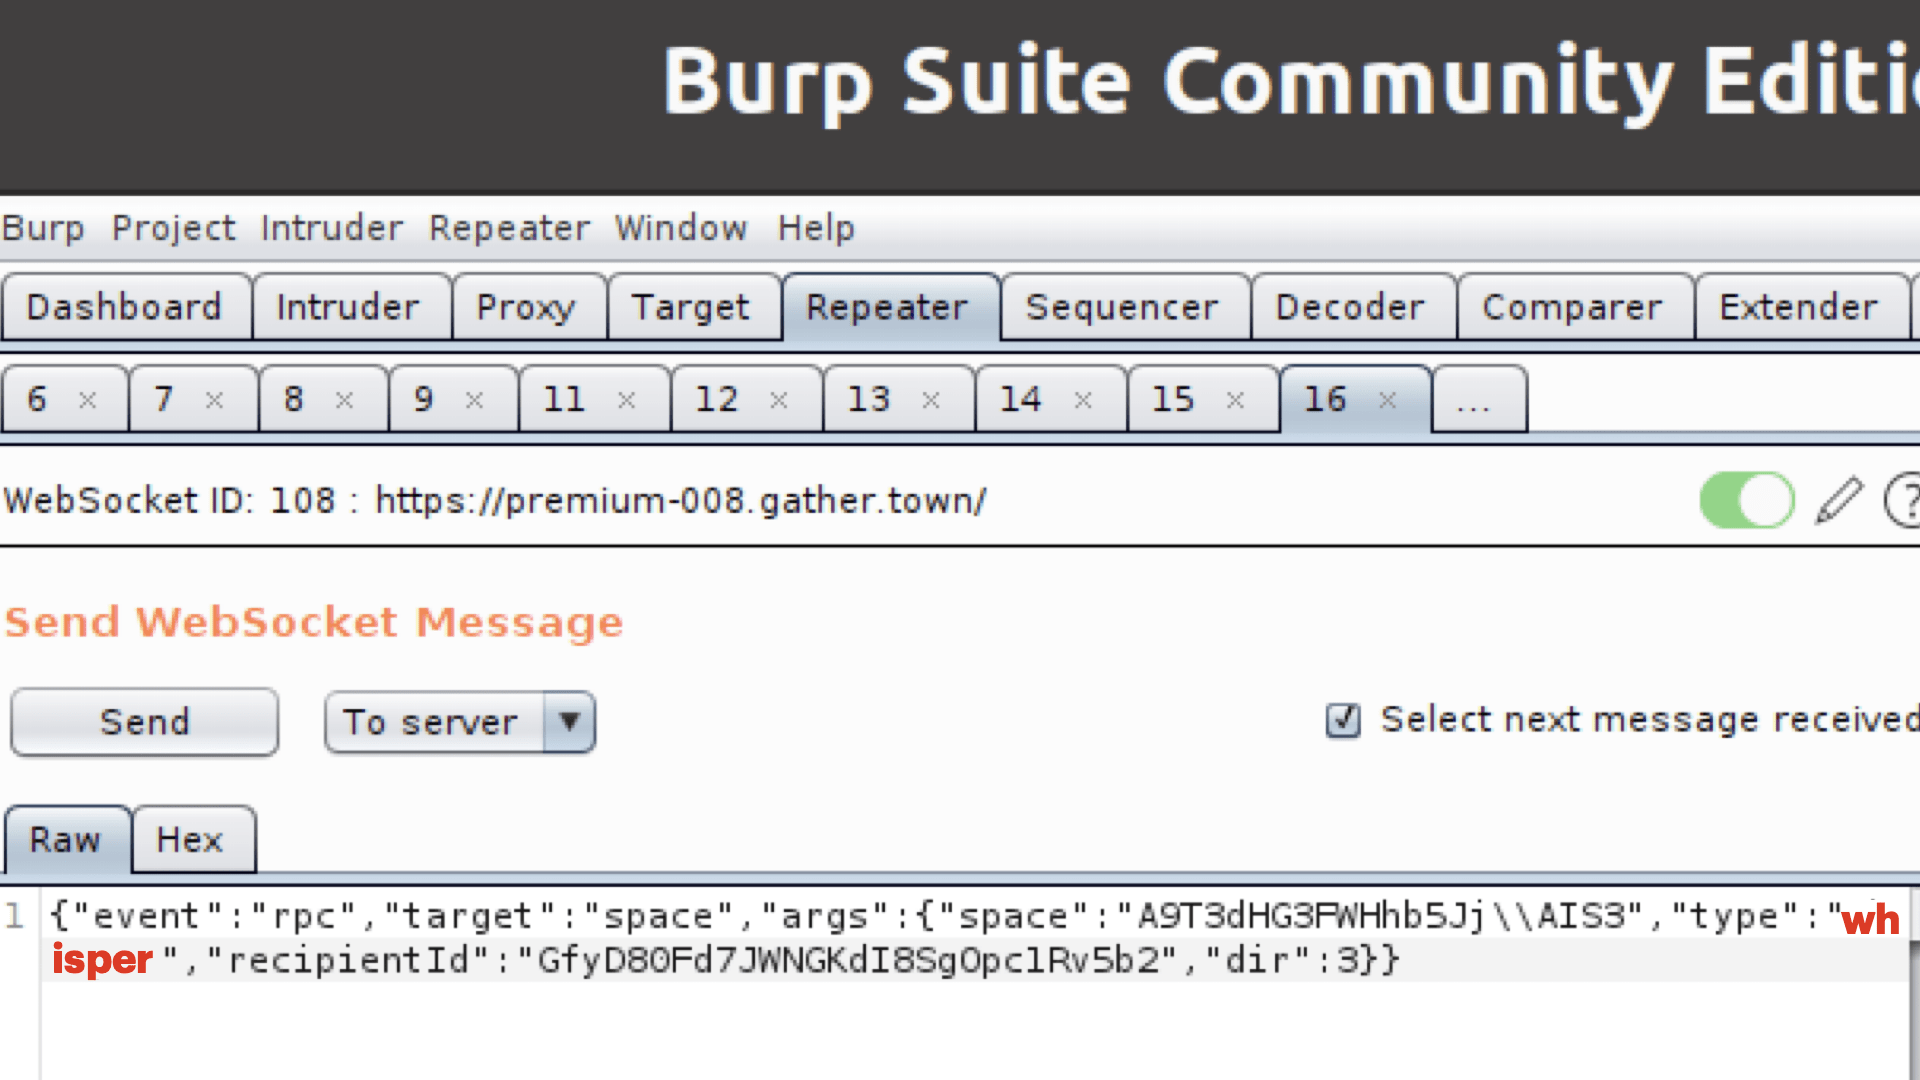 Burp Suite Community Editi
Burp Project Intruder Repeater Window Help
Dashboard Intruder Proxy Target Repeater Sequencer Decoder Comparer Extender
6 × 7 × 8 × 9 × 11 × 12 × 13 × 14 × 15 × 16 × ...
WebSocket ID: 108 : https://premium-008.gather.town/
Send WebSocket Message
Send To server Select next message received
Raw Hex
1 {"event":"rpc","target":"space","args":{"space":"A9T3dHG3FWHhb5Jj\\AIS3","type":"wh
isper","recipientId":"GfyD80Fd7JWNGKdI8SgOpclRv5b2","dir":3}}